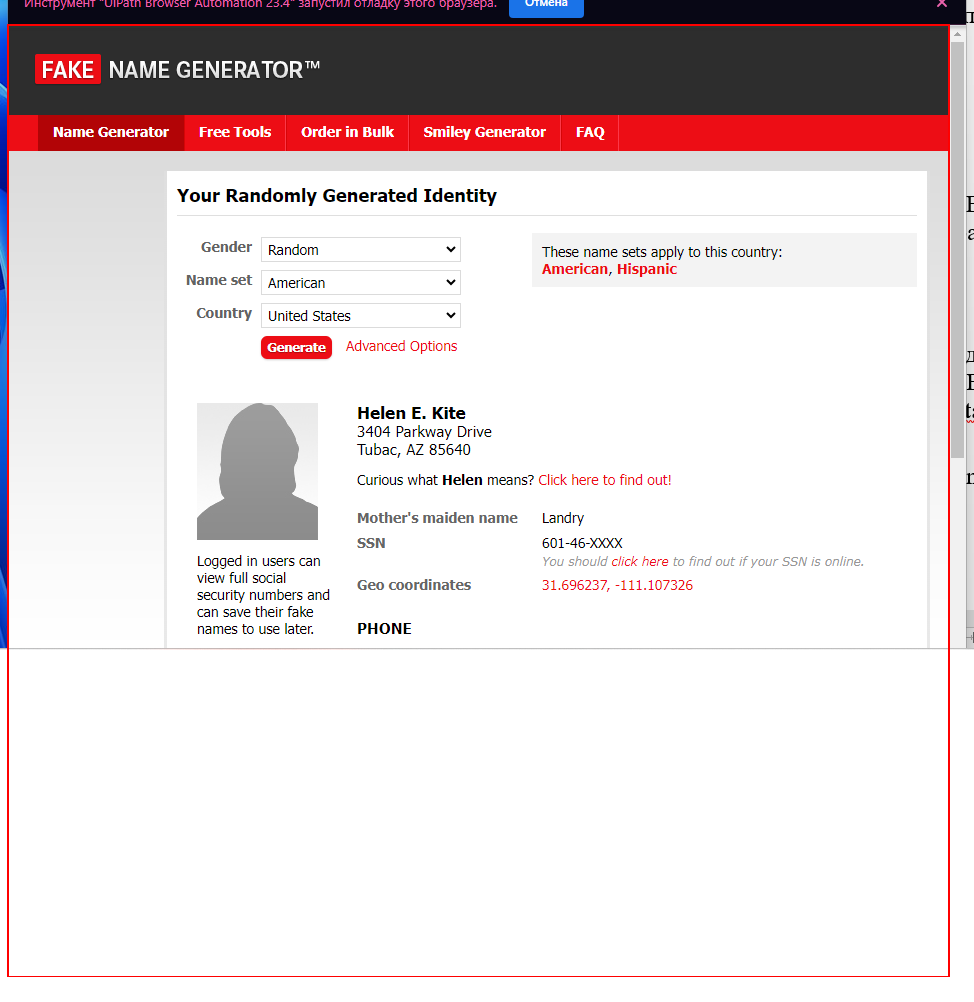 Инструмент "UiPath Browser Automation 23.4" запустил отладку этого браузера.
Отмена
FAKE NAME GENERATOR™
Name Generator
Free Tools
Order in Bulk
Smiley Generator
FAQ
Your Randomly Generated Identity
Gender
Random
Name set
American
Country
United States
Generate
Advanced Options
These name sets apply to this country:
American, Hispanic
Logged in users can
view full social
security numbers and
can save their fake
names to use later.
Helen E. Kite
3404 Parkway Drive
Tubac, AZ 85640
Curious what Helen means? Click here to find out!
Mother's maiden name
Landry
SSN
601-46-XXXX
You should click here to find out if your SSN is online.
Geo coordinates
31.696237, -111.107326
PHONE